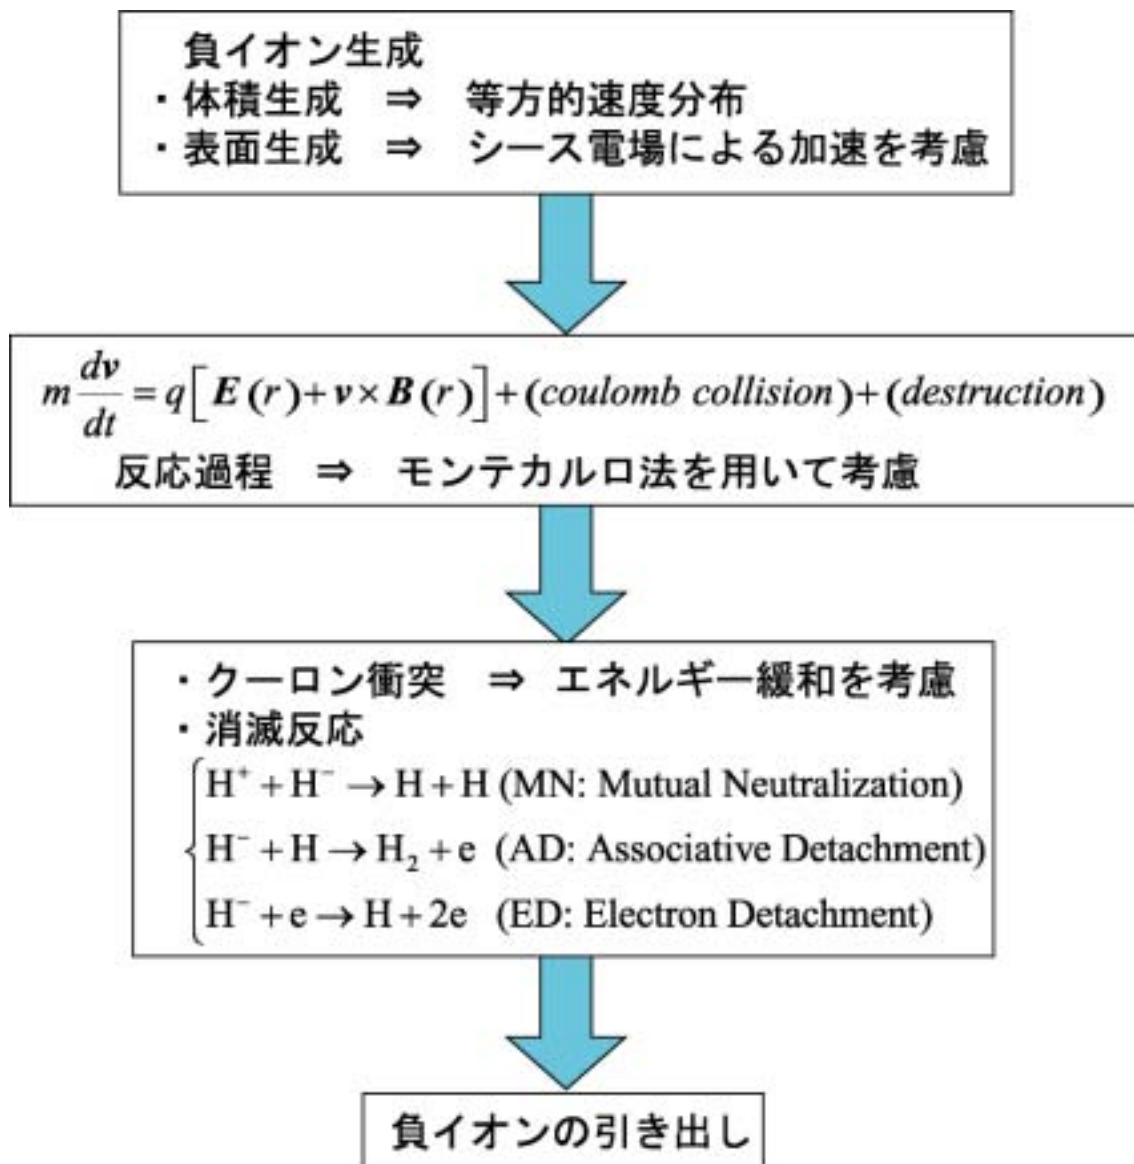 負イオン生成
・体積生成 ⇒ 等方的速度分布
・表面生成 ⇒ シース電場による加速を考慮
m dv/dt = q[E(r)+v×B(r)]+(coulomb collision)+(destruction)
反応過程 ⇒ モンテカルロ法を用いて考慮
・クーロン衝突 ⇒ エネルギー緩和を考慮
・消滅反応
H⁺ + H⁻ → H + H (MN: Mutual Neutralization)
H⁻ + H → H₂ + e (AD: Associative Detachment)
H⁻ + e → H + 2e (ED: Electron Detachment)
負イオンの引き出し